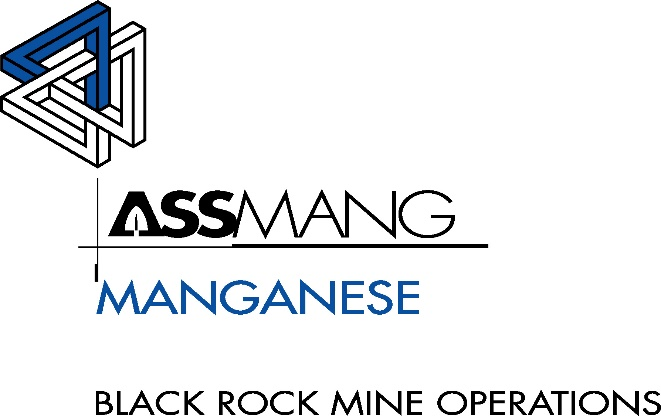 ASSMANG
MANGANESE
BLACK ROCK MINE OPERATIONS